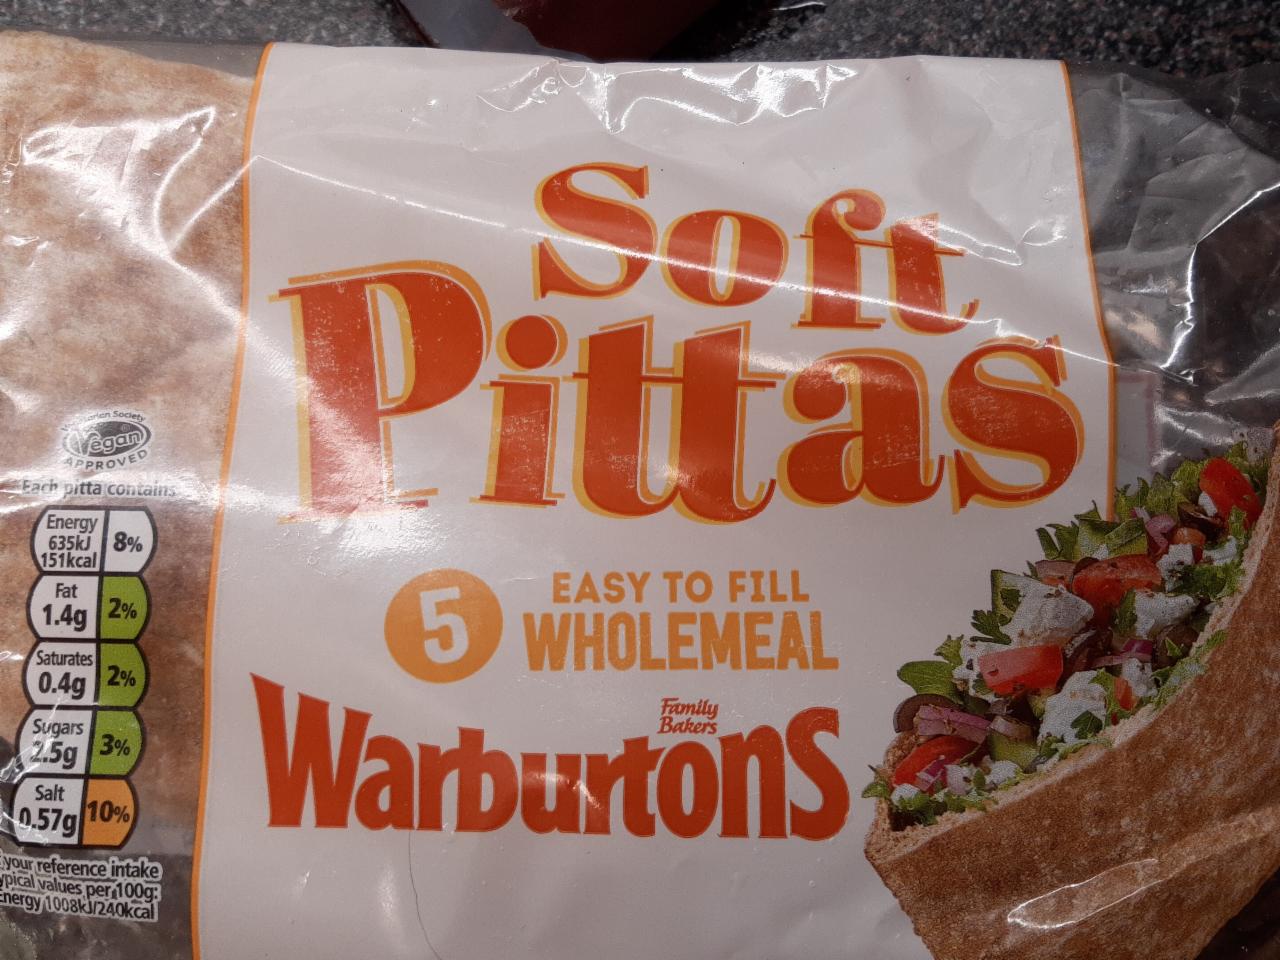 Soft
Pittas
5
EASY TO FILL
WHOLEMEAL
Family
Bakers
Warburtons
Society
Vegan
APPROVED
Each pitta contains
Energy
635kJ
151kcal
8%
Fat
1.4g
2%
Saturates
0.4g
2%
Sugars
2.5g
3%
Salt
0.57g
10%
your reference intake
values per 100g:
Energy 1008kJ/240kcal